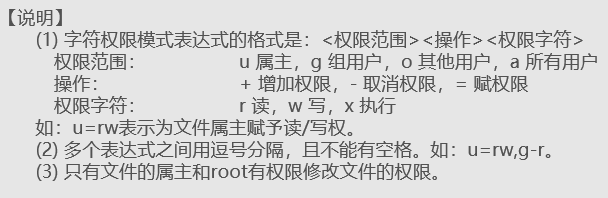 【说明】
(1) 字符权限模式表达式的格式是：<权限范围><操作><权限字符>
权限范围： u 属主，g 组用户，o 其他用户，a 所有用户
操作： + 增加权限，- 取消权限，= 赋权限
权限字符： r 读，w 写，x 执行
如：u=rw表示为文件属主赋予读/写权。
(2) 多个表达式之间用逗号分隔，且不能有空格。如：u=rw,g-r。
(3) 只有文件的属主和root有权限修改文件的权限。